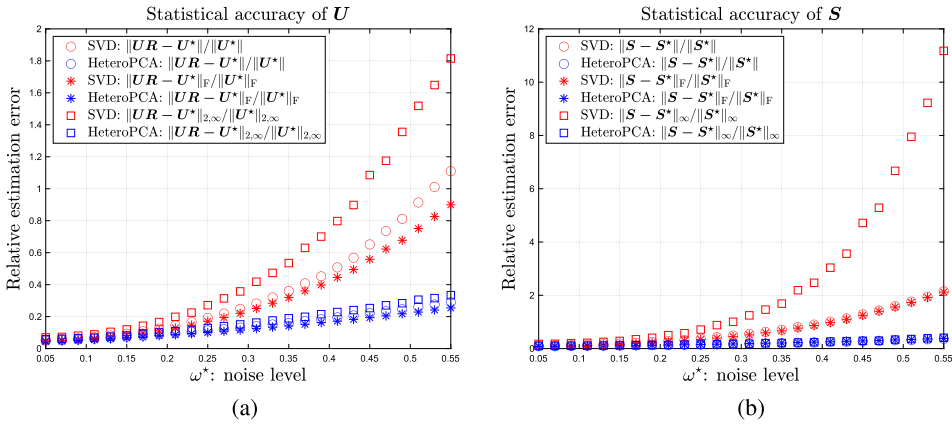 Statistical accuracy of U
SVD: ‖UR − U⋆‖/‖U⋆‖
HeteroPCA: ‖UR − U⋆‖/‖U⋆‖
SVD: ‖UR − U⋆‖F/‖U⋆‖F
HeteroPCA: ‖UR − U⋆‖F/‖U⋆‖F
SVD: ‖UR − U⋆‖2,∞/‖U⋆‖2,∞
HeteroPCA: ‖UR − U⋆‖2,∞/‖U⋆‖2,∞
Relative estimation error
2
1.8
1.6
1.4
1.2
1
0.8
0.6
0.4
0.2
0
0.05 0.1 0.15 0.2 0.25 0.3 0.35 0.4 0.45 0.5 0.55
ω⋆: noise level
(a)
Statistical accuracy of S
SVD: ‖S − S⋆‖/‖S⋆‖
HeteroPCA: ‖S − S⋆‖/‖S⋆‖
SVD: ‖S − S⋆‖F/‖S⋆‖F
HeteroPCA: ‖S − S⋆‖F/‖S⋆‖F
SVD: ‖S − S⋆‖∞/‖S⋆‖∞
HeteroPCA: ‖S − S⋆‖∞/‖S⋆‖∞
Relative estimation error
12
10
8
6
4
2
0
0.05 0.1 0.15 0.2 0.25 0.3 0.35 0.4 0.45 0.5 0.55
ω⋆: noise level
(b)